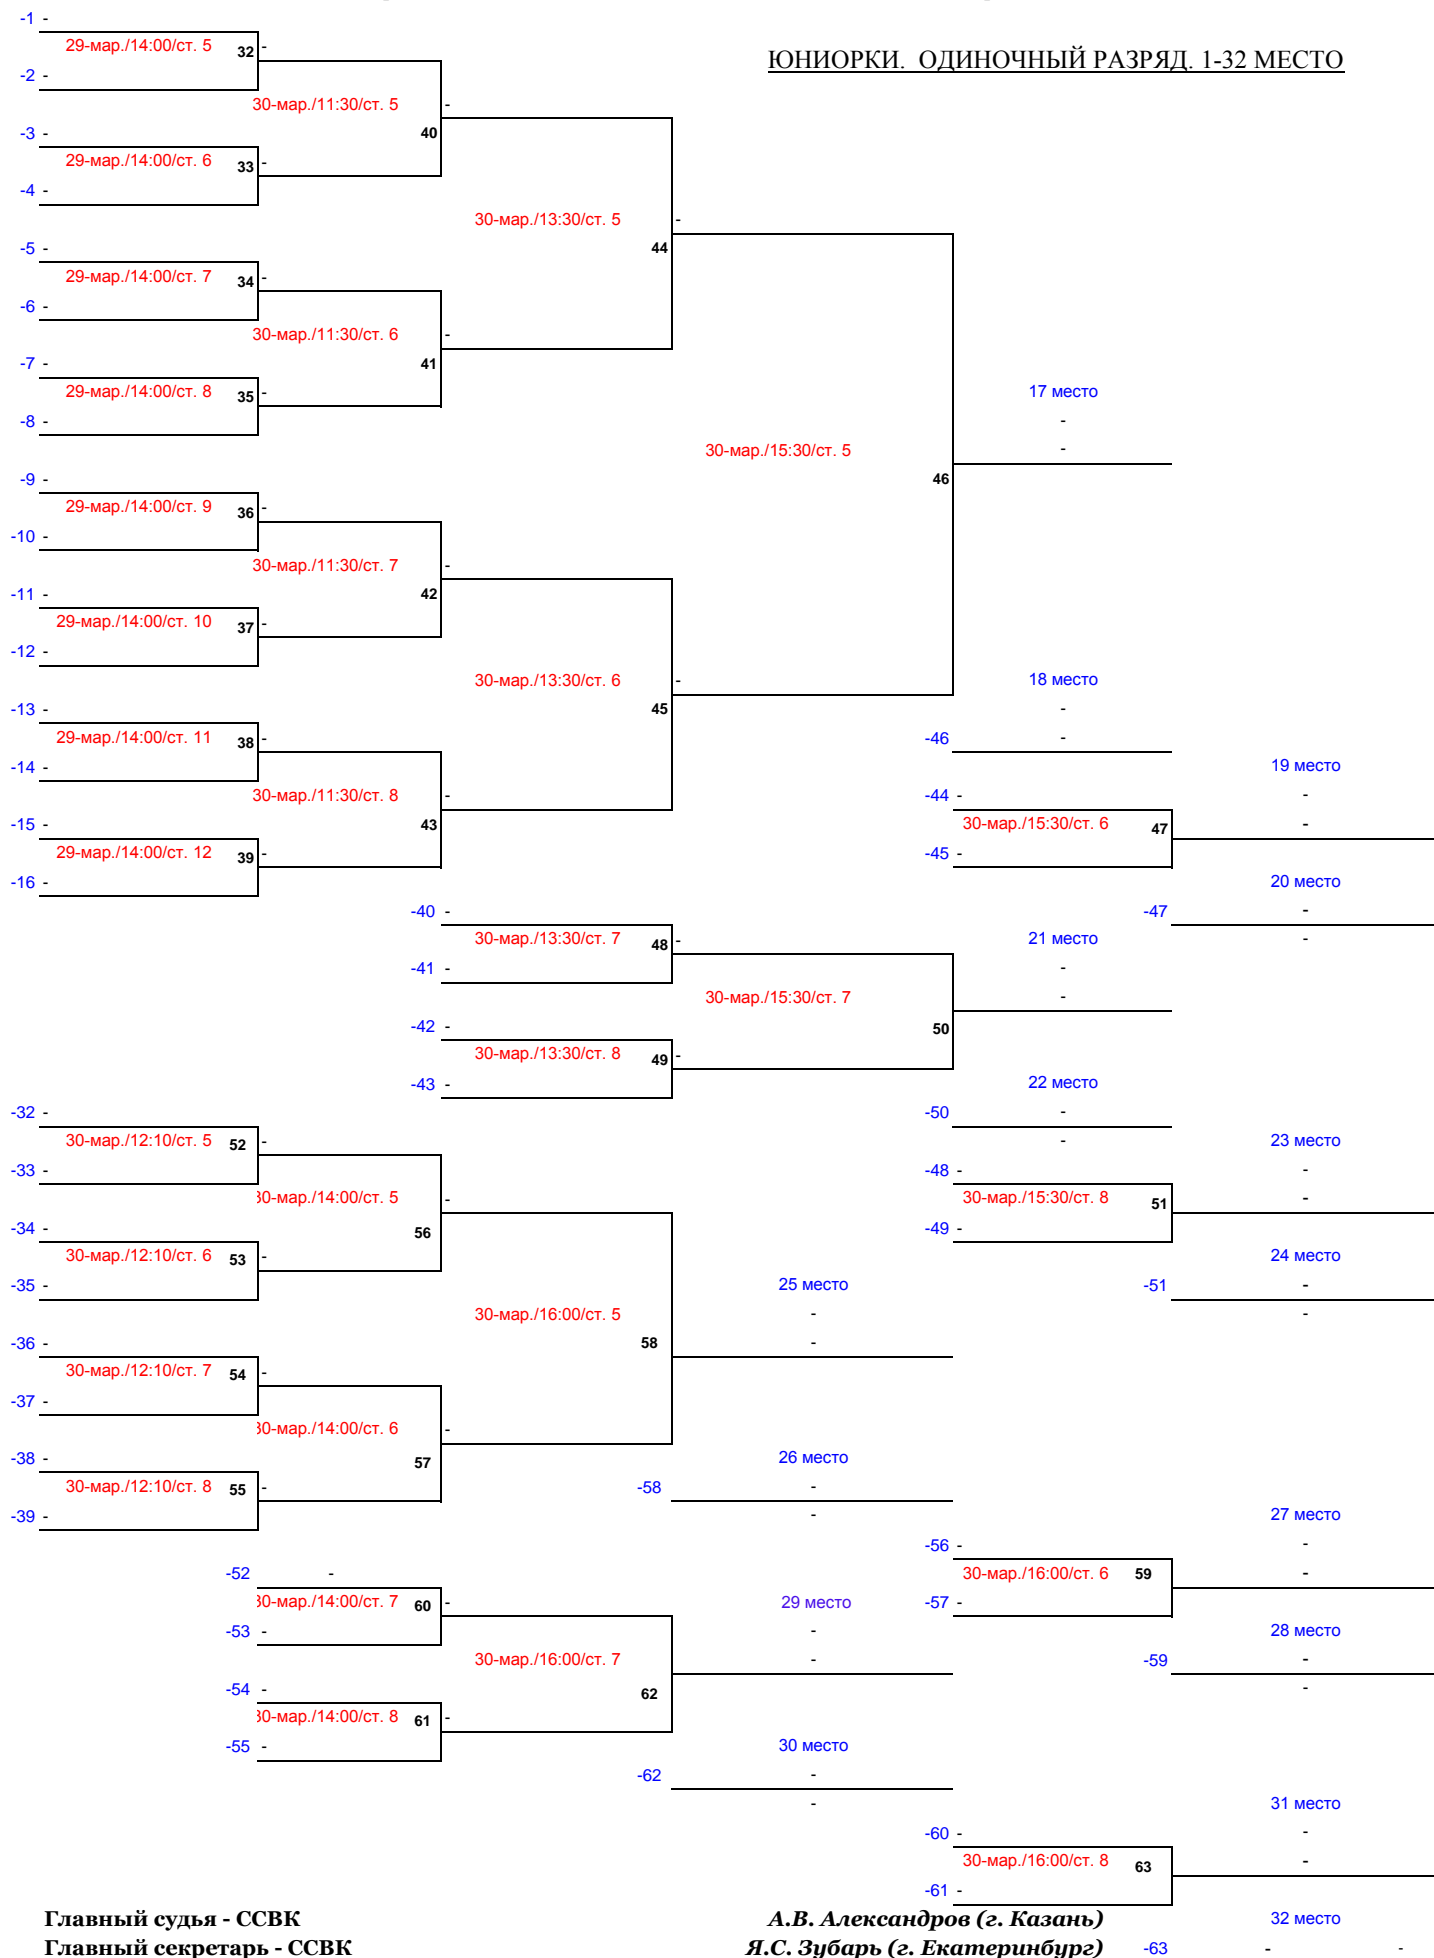 -1 -
29-мар./14:00/ст. 5 32 -
ЮНИОРКИ. ОДИНОЧНЫЙ РАЗРЯД. 1-32 МЕСТО
-2 -
30-мар./11:30/ст. 5 -
-3 - 40
29-мар./14:00/ст. 6 33 -
-4 -
30-мар./13:30/ст. 5 -
-5 - 44
29-мар./14:00/ст. 7 34 -
-6 -
30-мар./11:30/ст. 6 -
-7 - 41
29-мар./14:00/ст. 8 35 - 17 место
-8 - -
30-мар./15:30/ст. 5 -
-9 - 46
29-мар./14:00/ст. 9 36 -
-10 -
30-мар./11:30/ст. 7 -
-11 - 42
29-мар./14:00/ст. 10 37 -
-12 -
30-мар./13:30/ст. 6 - 18 место
-13 - 45 -
29-мар./14:00/ст. 11 38 - -46 -
-14 - 19 место
30-мар./11:30/ст. 8 - -44 - -
-15 - 43 30-мар./15:30/ст. 6 47 -
29-мар./14:00/ст. 12 39 - -45 -
-16 - 20 место
-40 - -47 -
30-мар./13:30/ст. 7 48 - 21 место -
-41 - -
30-мар./15:30/ст. 7 -
-42 - 50
30-мар./13:30/ст. 8 49 -
-43 - 22 место
-32 - -50 -
30-мар./12:10/ст. 5 52 - - 23 место
-33 - -48 - -
30-мар./14:00/ст. 5 - 30-мар./15:30/ст. 8 51 -
-34 - 56 -49 -
30-мар./12:10/ст. 6 53 - 24 место
-35 - 25 место -51 -
30-мар./16:00/ст. 5 - -
-36 - 58 -
30-мар./12:10/ст. 7 54 -
-37 -
30-мар./14:00/ст. 6 -
-38 - 57 26 место
30-мар./12:10/ст. 8 55 - -58 -
-39 - - 27 место
-56 - -
-52 - 30-мар./16:00/ст. 6 59 -
30-мар./14:00/ст. 7 60 - 29 место -57 -
-53 - - 28 место
30-мар./16:00/ст. 7 - -59 -
-54 - 62 -
30-мар./14:00/ст. 8 61 -
-55 - 30 место
-62 -
- 31 место
-60 - -
30-мар./16:00/ст. 8 63 -
-61 -
Главный судья - ССВК А.В. Александров (г. Казань) 32 место
Главный секретарь - ССВК Я.С. Зубарь (г. Екатеринбург) -63 - -